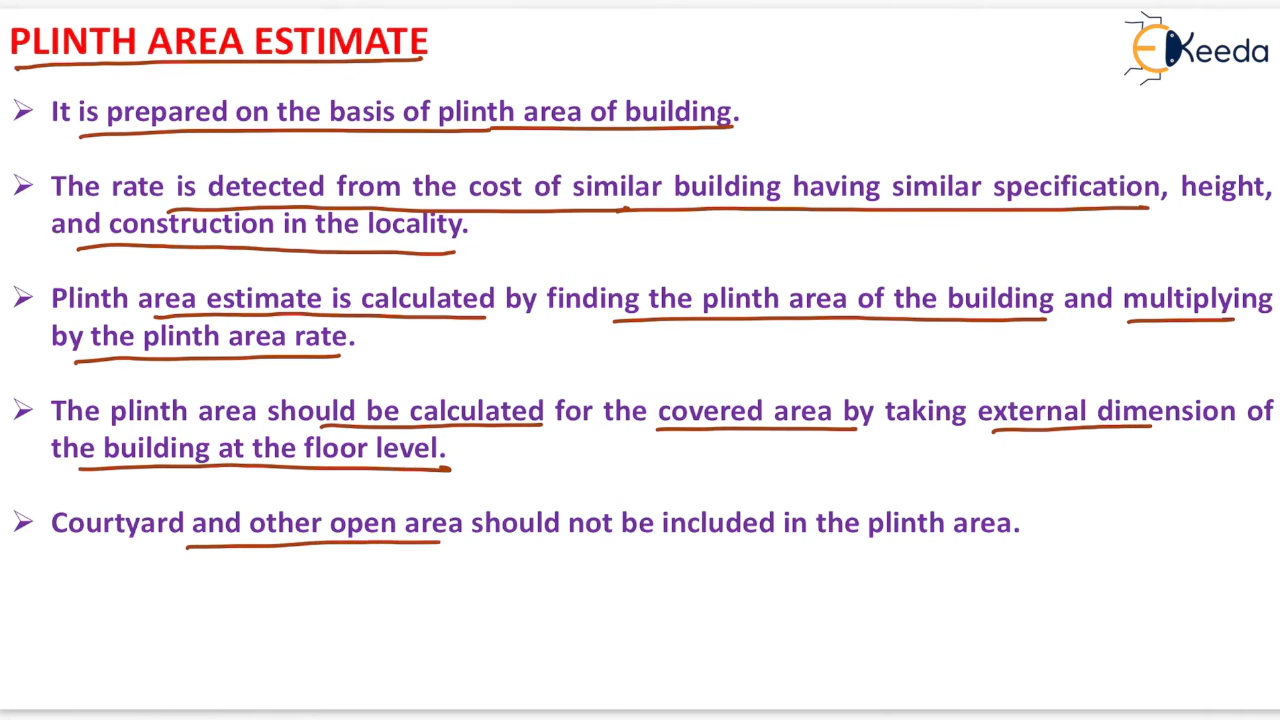 PLINTH AREA ESTIMATE
EKeeda
➢ It is prepared on the basis of plinth area of building.
➢ The rate is detected from the cost of similar building having similar specification, height,
and construction in the locality.
➢ Plinth area estimate is calculated by finding the plinth area of the building and multiplying
by the plinth area rate.
➢ The plinth area should be calculated for the covered area by taking external dimension of
the building at the floor level.
➢ Courtyard and other open area should not be included in the plinth area.